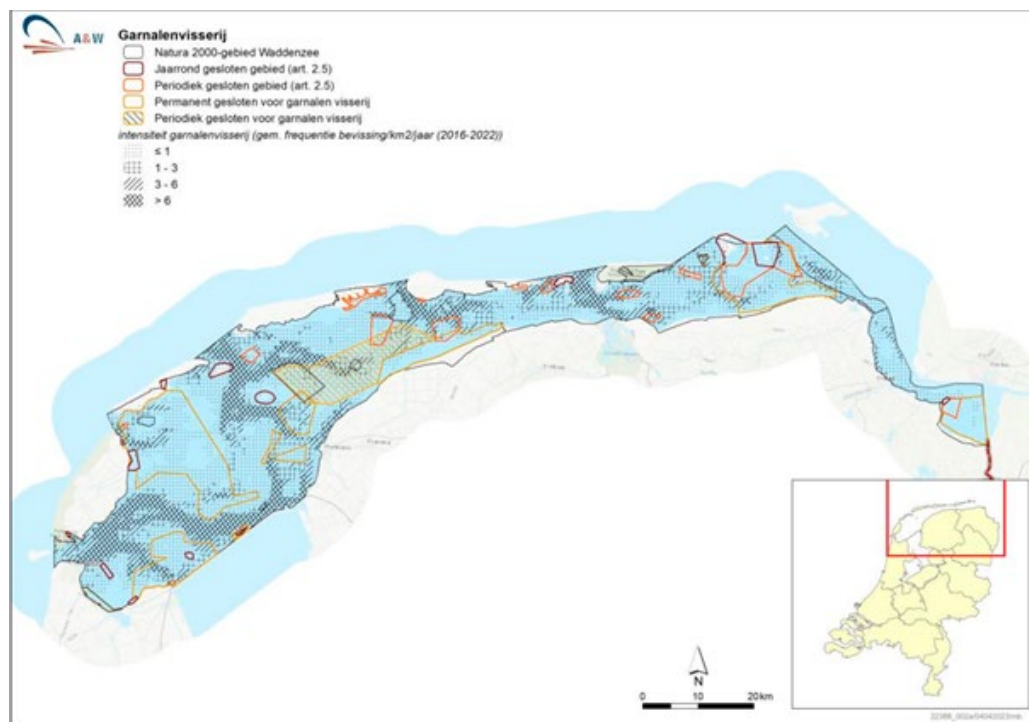 A&W
Garnalenvisserij
Natura 2000-gebied Waddenzee
Jaarrond gesloten gebied (art. 2.5)
Periodiek gesloten gebied (art. 2.5)
Permanent gesloten voor garnalen visserij
Periodiek gesloten voor garnalen visserij
intensiteit garnalenvisserij (gem. frequentie bevissing/km2/jaar (2016-2022))
≤ 1
1 - 3
3 - 6
> 6
N
0 10 20km